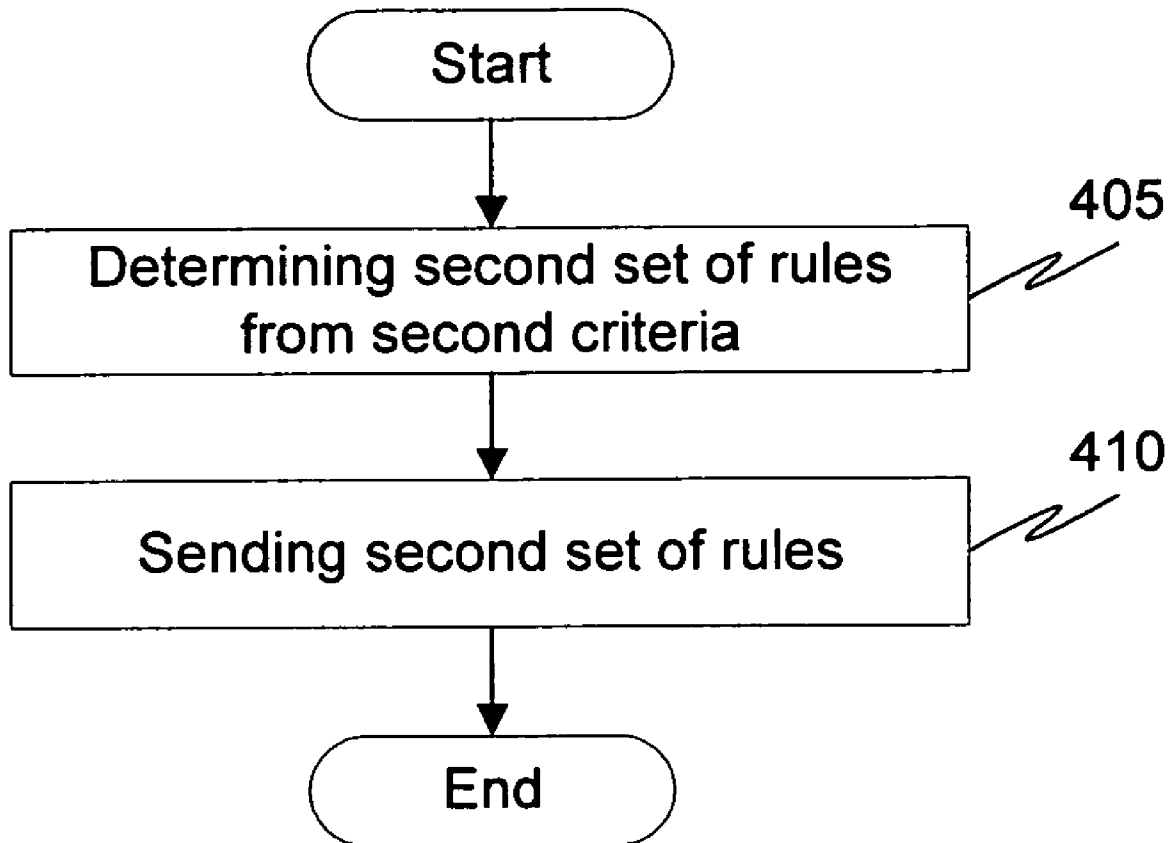 Start
405
Determining second set of rules
from second criteria
410
Sending second set of rules
End